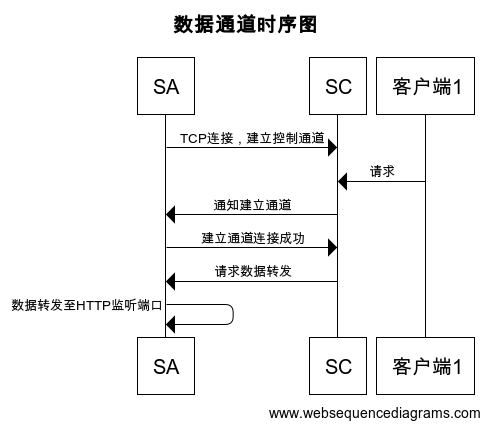 数据通道时序图
SA SC 客户端1
TCP连接，建立控制通道
请求
通知建立通道
建立通道连接成功
请求数据转发
数据转发至HTTP监听端口
SA SC 客户端1
www.websequencediagrams.com